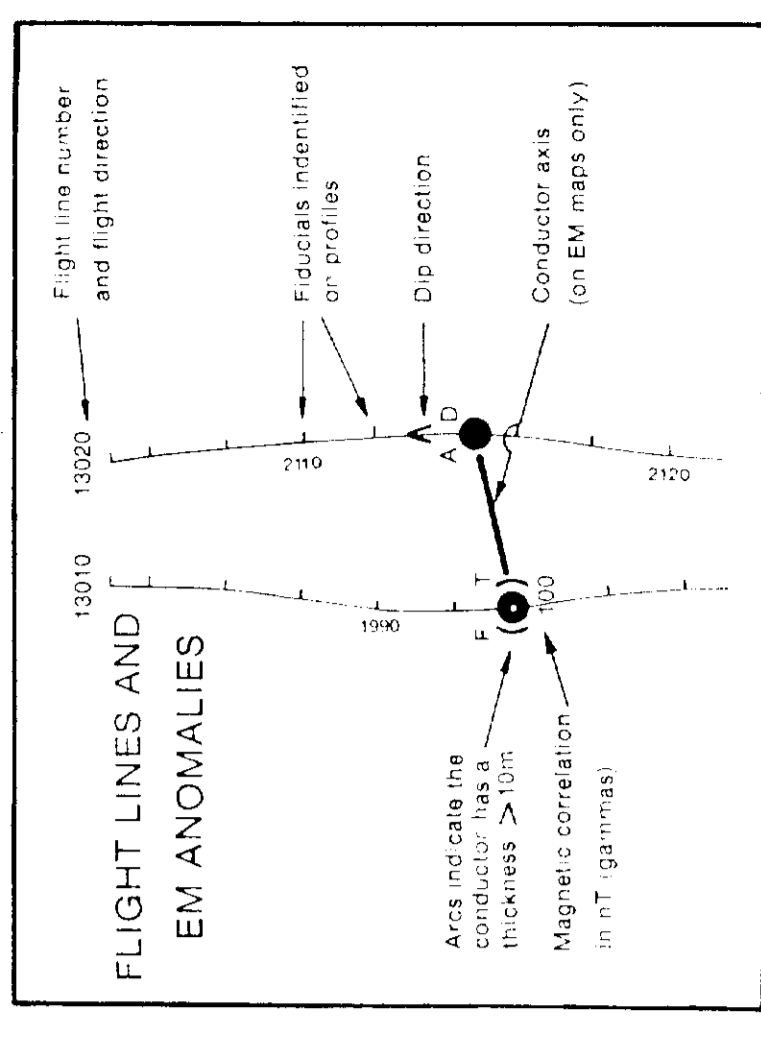 FLIGHT LINES AND
EM ANOMALIES
13010
13020
Flight line number
and flight direction
1990
2110
Fiducials indentified
on profiles
Dip direction
F
T
A
D
100
2120
Arcs indicate the
conductor has a
thickness >10m
Magnetic correlation
in nT (gammas)
Conductor axis
(on EM maps only)